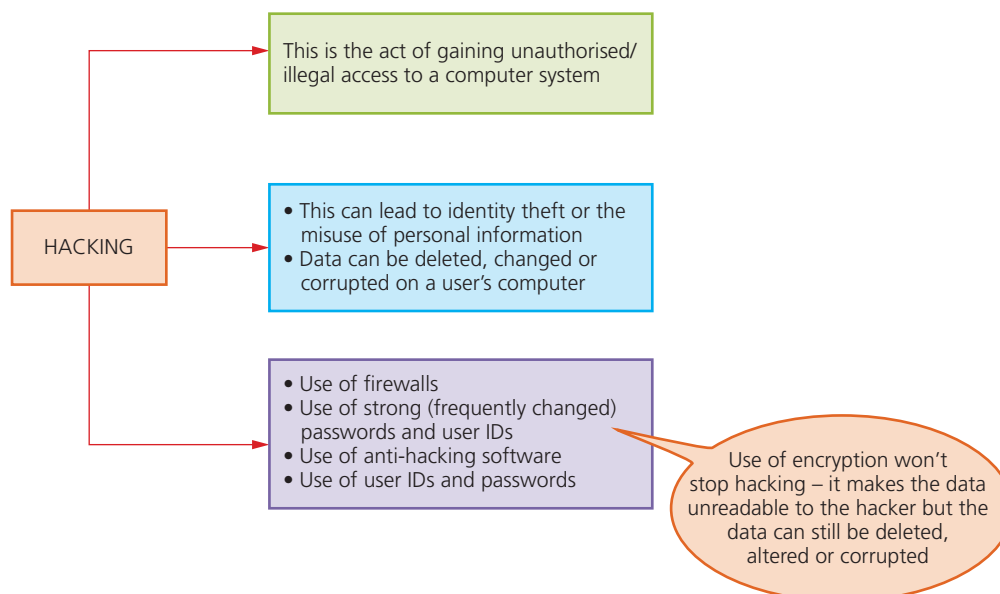 This is the act of gaining unauthorised/
illegal access to a computer system
HACKING
• This can lead to identity theft or the
misuse of personal information
• Data can be deleted, changed or
corrupted on a user’s computer
• Use of firewalls
• Use of strong (frequently changed)
passwords and user IDs
• Use of anti-hacking software
• Use of user IDs and passwords
Use of encryption won’t
stop hacking – it makes the data
unreadable to the hacker but the
data can still be deleted,
altered or corrupted